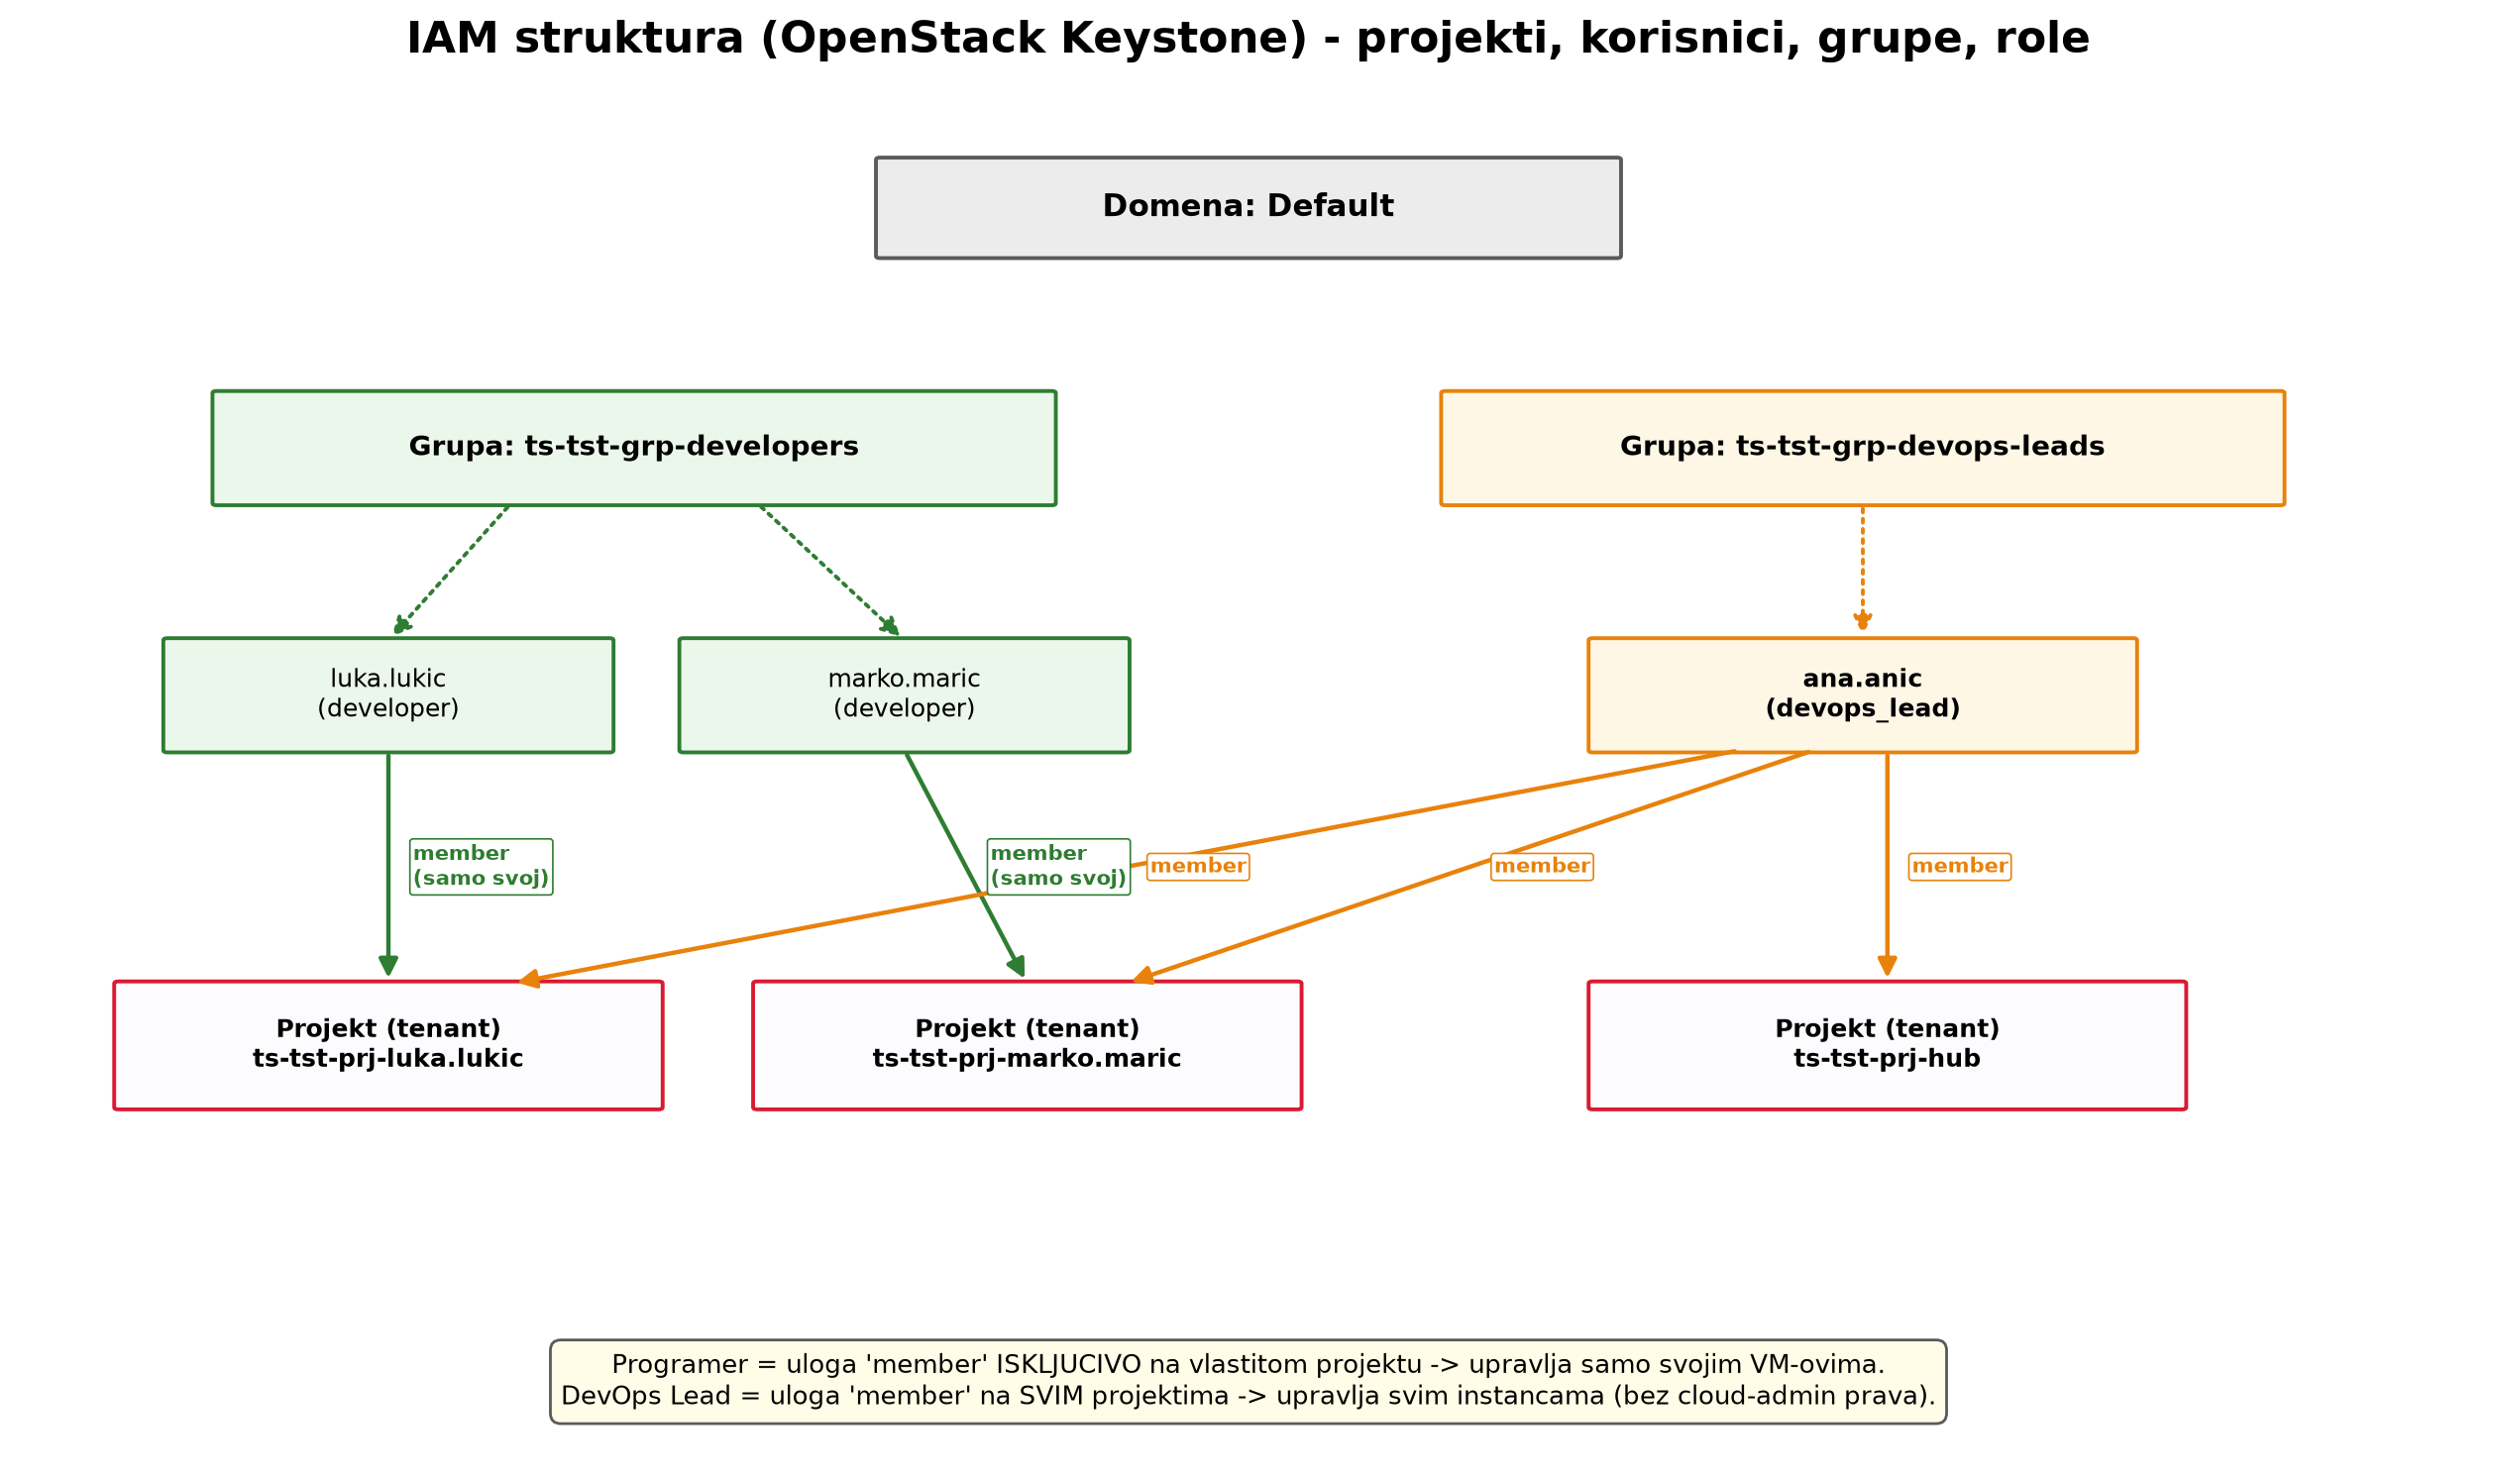 IAM struktura (OpenStack Keystone) - projekti, korisnici, grupe, role
Domena: Default
Grupa: ts-tst-grp-developers
Grupa: ts-tst-grp-devops-leads
luka.lukic
(developer)
marko.maric
(developer)
ana.anic
(devops_lead)
member
(samo svoj)
member
(samo svoj)
member
member
member
Projekt (tenant)
ts-tst-prj-luka.lukic
Projekt (tenant)
ts-tst-prj-marko.maric
Projekt (tenant)
ts-tst-prj-hub
Programer = uloga 'member' ISKLJUCIVO na vlastitom projektu -> upravlja samo svojim VM-ovima.
DevOps Lead = uloga 'member' na SVIM projektima -> upravlja svim instancama (bez cloud-admin prava).